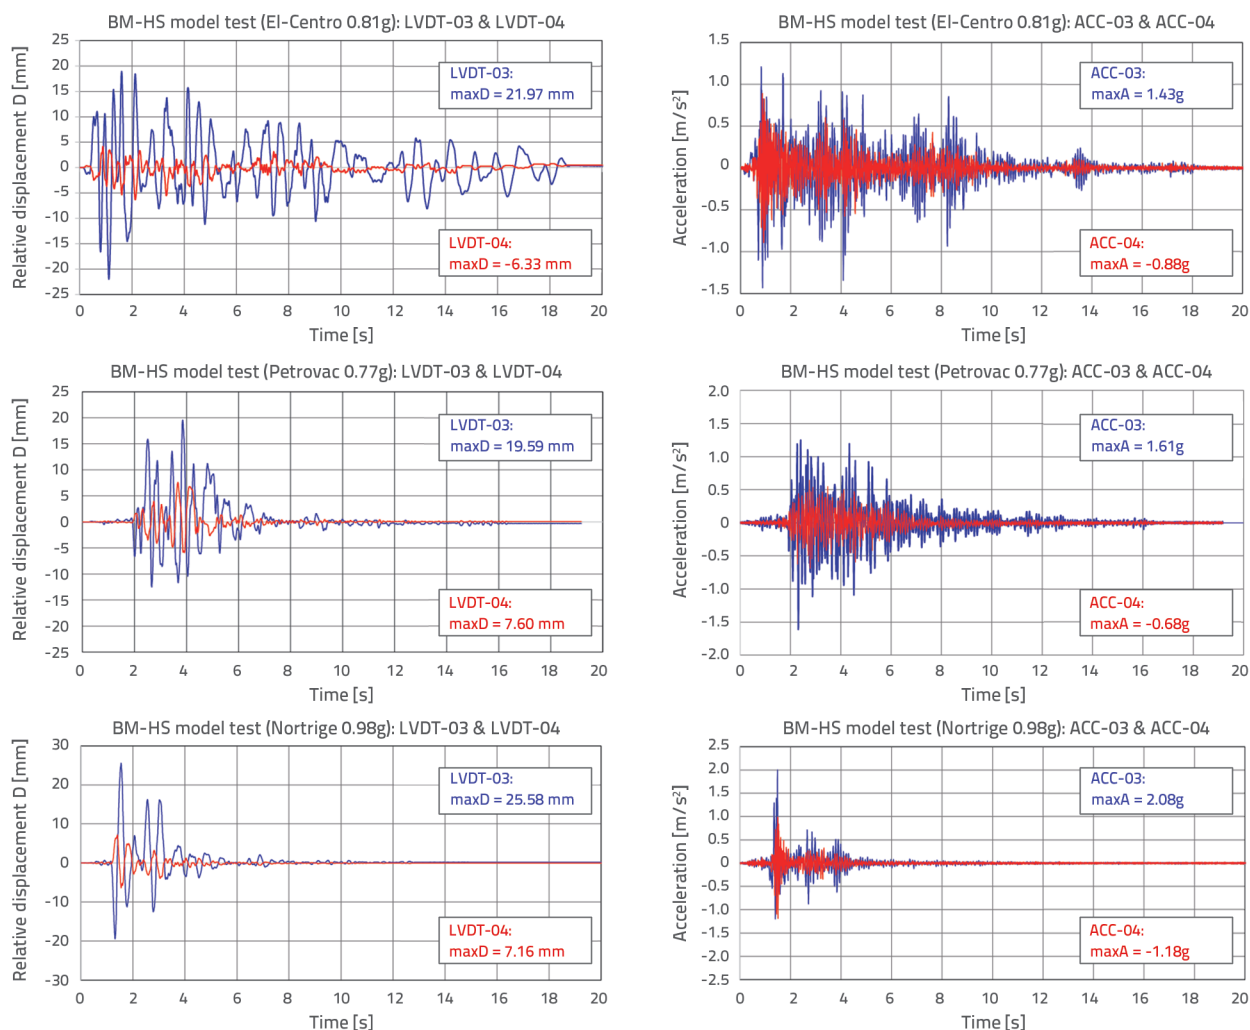 BM-HS model test (El-Centro 0.81g): LVDT-03 & LVDT-04
Relative displacement D [mm]
25
20
15
10
5
0
-5
-10
-15
-20
-25
LVDT-03:
maxD = 21.97 mm
LVDT-04:
maxD = -6.33 mm
0 2 4 6 8 10 12 14 16 18 20
Time [s]
BM-HS model test (El-Centro 0.81g): ACC-03 & ACC-04
Acceleration [m/s²]
1.5
1.0
0.5
0
-0.5
-1.0
-1.5
ACC-03:
maxA = 1.43g
ACC-04:
maxA = -0.88g
0 2 4 6 8 10 12 14 16 18 20
Time [s]
BM-HS model test (Petrovac 0.77g): LVDT-03 & LVDT-04
Relative displacement D [mm]
25
20
15
10
5
0
-5
-10
-15
-20
-25
LVDT-03:
maxD = 19.59 mm
LVDT-04:
maxD = 7.60 mm
0 2 4 6 8 10 12 14 16 18 20
Time [s]
BM-HS model test (Petrovac 0.77g): ACC-03 & ACC-04
Acceleration [m/s²]
2.0
1.5
1.0
0.5
0
-0.5
-1.0
-1.5
-2.0
ACC-03:
maxA = 1.61g
ACC-04:
maxA = -0.68g
0 2 4 6 8 10 12 14 16 18 20
Time [s]
BM-HS model test (Nortrige 0.98g): LVDT-03 & LVDT-04
Relative displacement D [mm]
30
20
10
0
-10
-20
-30
LVDT-03:
maxD = 25.58 mm
LVDT-04:
maxD = 7.16 mm
0 2 4 6 8 10 12 14 16 18 20
Time [s]
BM-HS model test (Nortrige 0.98g): ACC-03 & ACC-04
Acceleration [m/s²]
2.5
2.0
1.5
1.0
0.5
0
-0.5
-1.0
-1.5
-2.0
-2.5
ACC-03:
maxA = 2.08g
ACC-04:
maxA = -1.18g
0 2 4 6 8 10 12 14 16 18 20
Time [s]